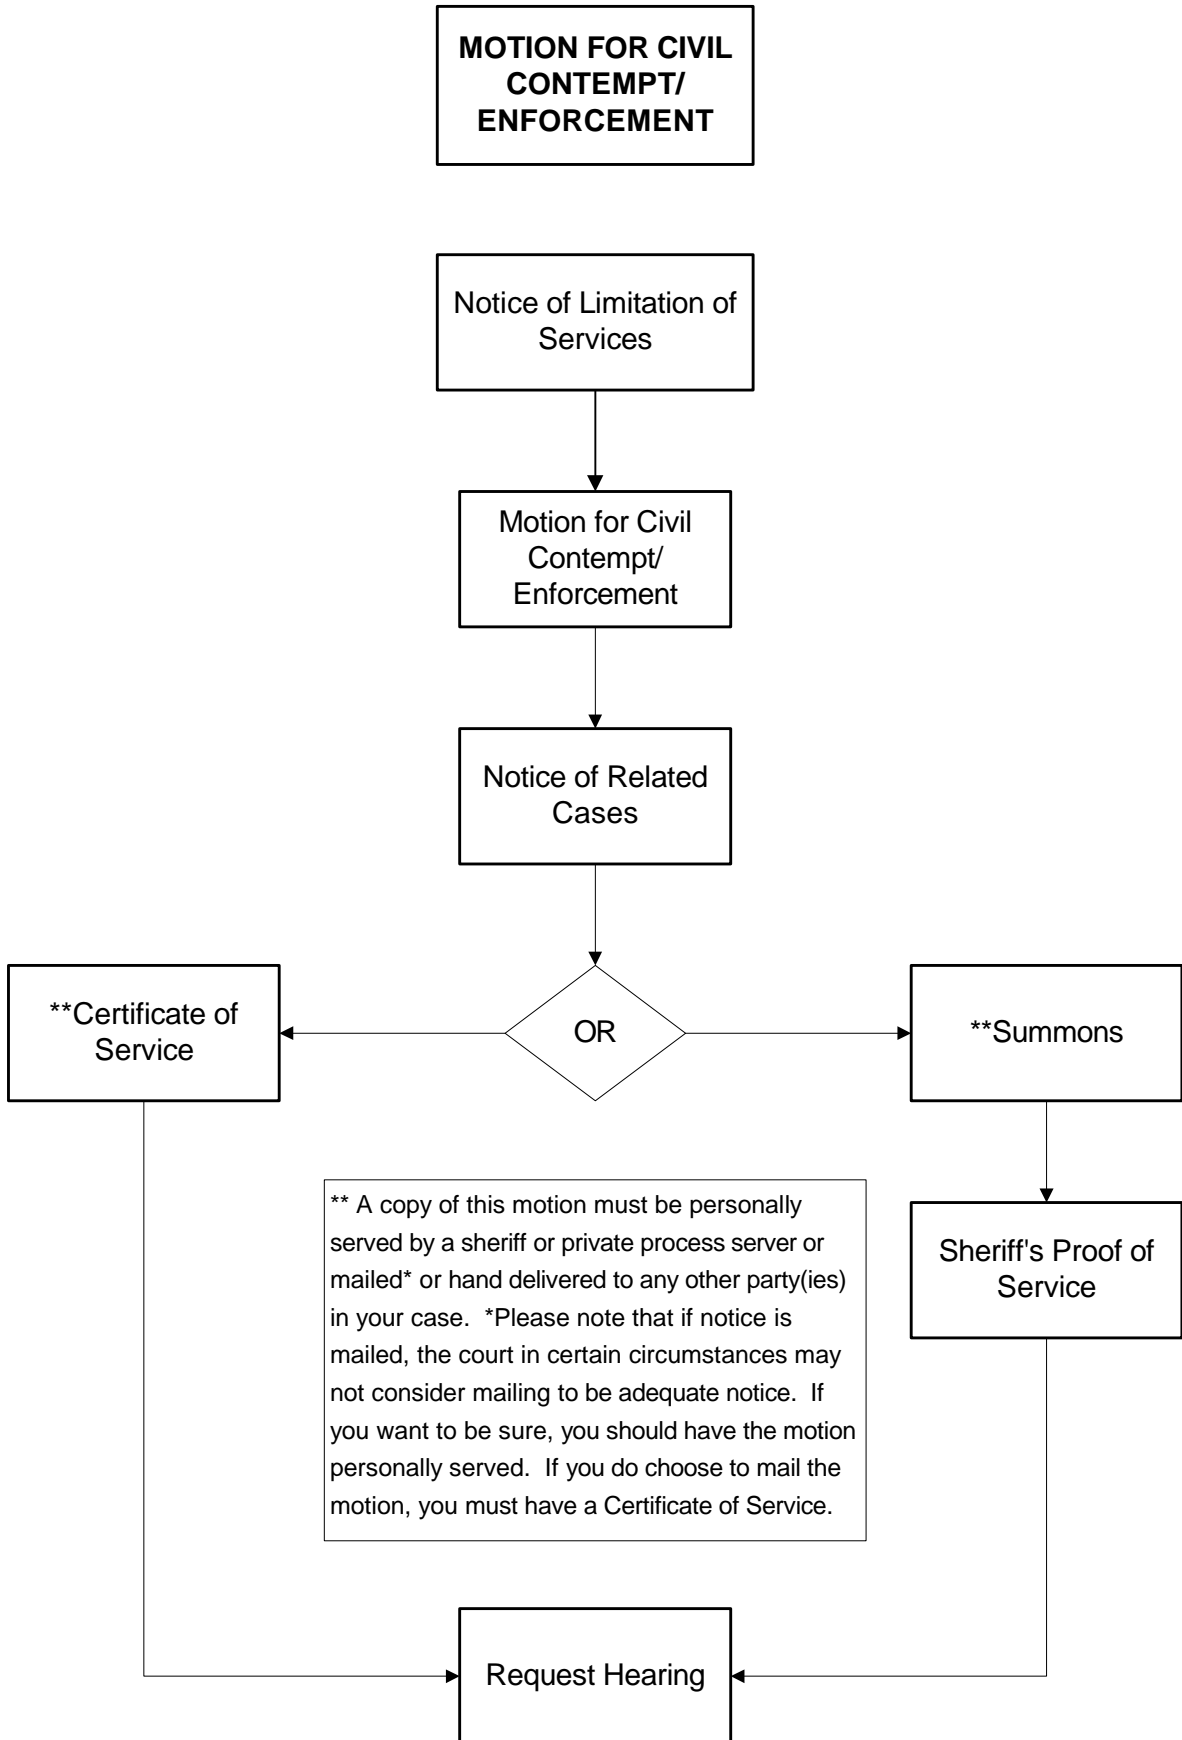 MOTION FOR CIVIL
CONTEMPT/
ENFORCEMENT
Notice of Limitation of
Services
Motion for Civil
Contempt/
Enforcement
Notice of Related
Cases
**Certificate of
Service
OR
**Summons
** A copy of this motion must be personally
served by a sheriff or private process server or
mailed* or hand delivered to any other party(ies)
in your case.  *Please note that if notice is
mailed, the court in certain circumstances may
not consider mailing to be adequate notice.  If
you want to be sure, you should have the motion
personally served.  If you do choose to mail the
motion, you must have a Certificate of Service.
Sheriff's Proof of
Service
Request Hearing